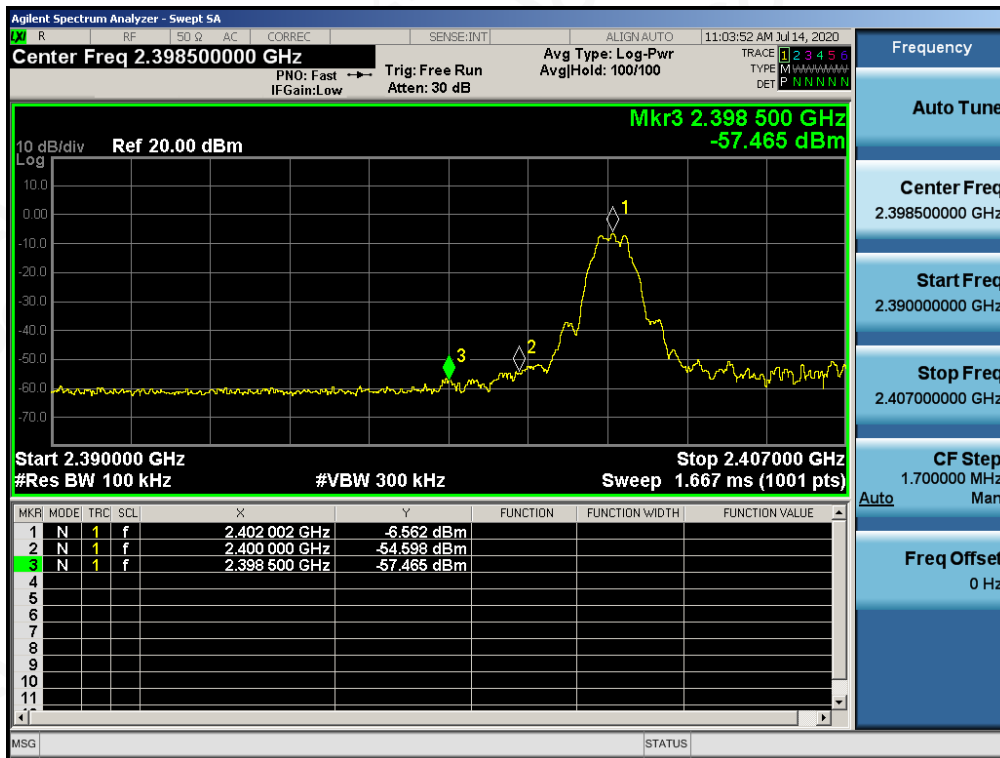 Agilent Spectrum Analyzer - Swept SA
LXI R RF 50 Ω AC CORREC SENSE:INT ALIGN AUTO 11:03:52 AM Jul 14, 2020
Center Freq 2.398500000 GHz
PNO: Fast
IFGain:Low
Trig: Free Run
Atten: 30 dB
Avg Type: Log-Pwr
Avg|Hold: 100/100
TRACE 1 2 3 4 5 6
TYPE M
DET P N N N N N
Frequency
Mkr3 2.398 500 GHz
-57.465 dBm
10 dB/div Ref 20.00 dBm
Log
10.0
0.00
-10.0
-20.0
-30.0
-40.0
-50.0
-60.0
-70.0
1
2
3
Start 2.390000 GHz Stop 2.407000 GHz
#Res BW 100 kHz #VBW 300 kHz Sweep 1.667 ms (1001 pts)
MKR MODE TRC SCL X Y FUNCTION FUNCTION WIDTH FUNCTION VALUE
1 N 1 f 2.402 002 GHz -6.562 dBm
2 N 1 f 2.400 000 GHz -54.598 dBm
3 N 1 f 2.398 500 GHz -57.465 dBm
4
5
6
7
8
9
10
11
MSG STATUS
Auto Tune
Center Freq
2.398500000 GHz
Start Freq
2.390000000 GHz
Stop Freq
2.407000000 GHz
CF Step
1.700000 MHz
Auto Man
Freq Offset
0 Hz